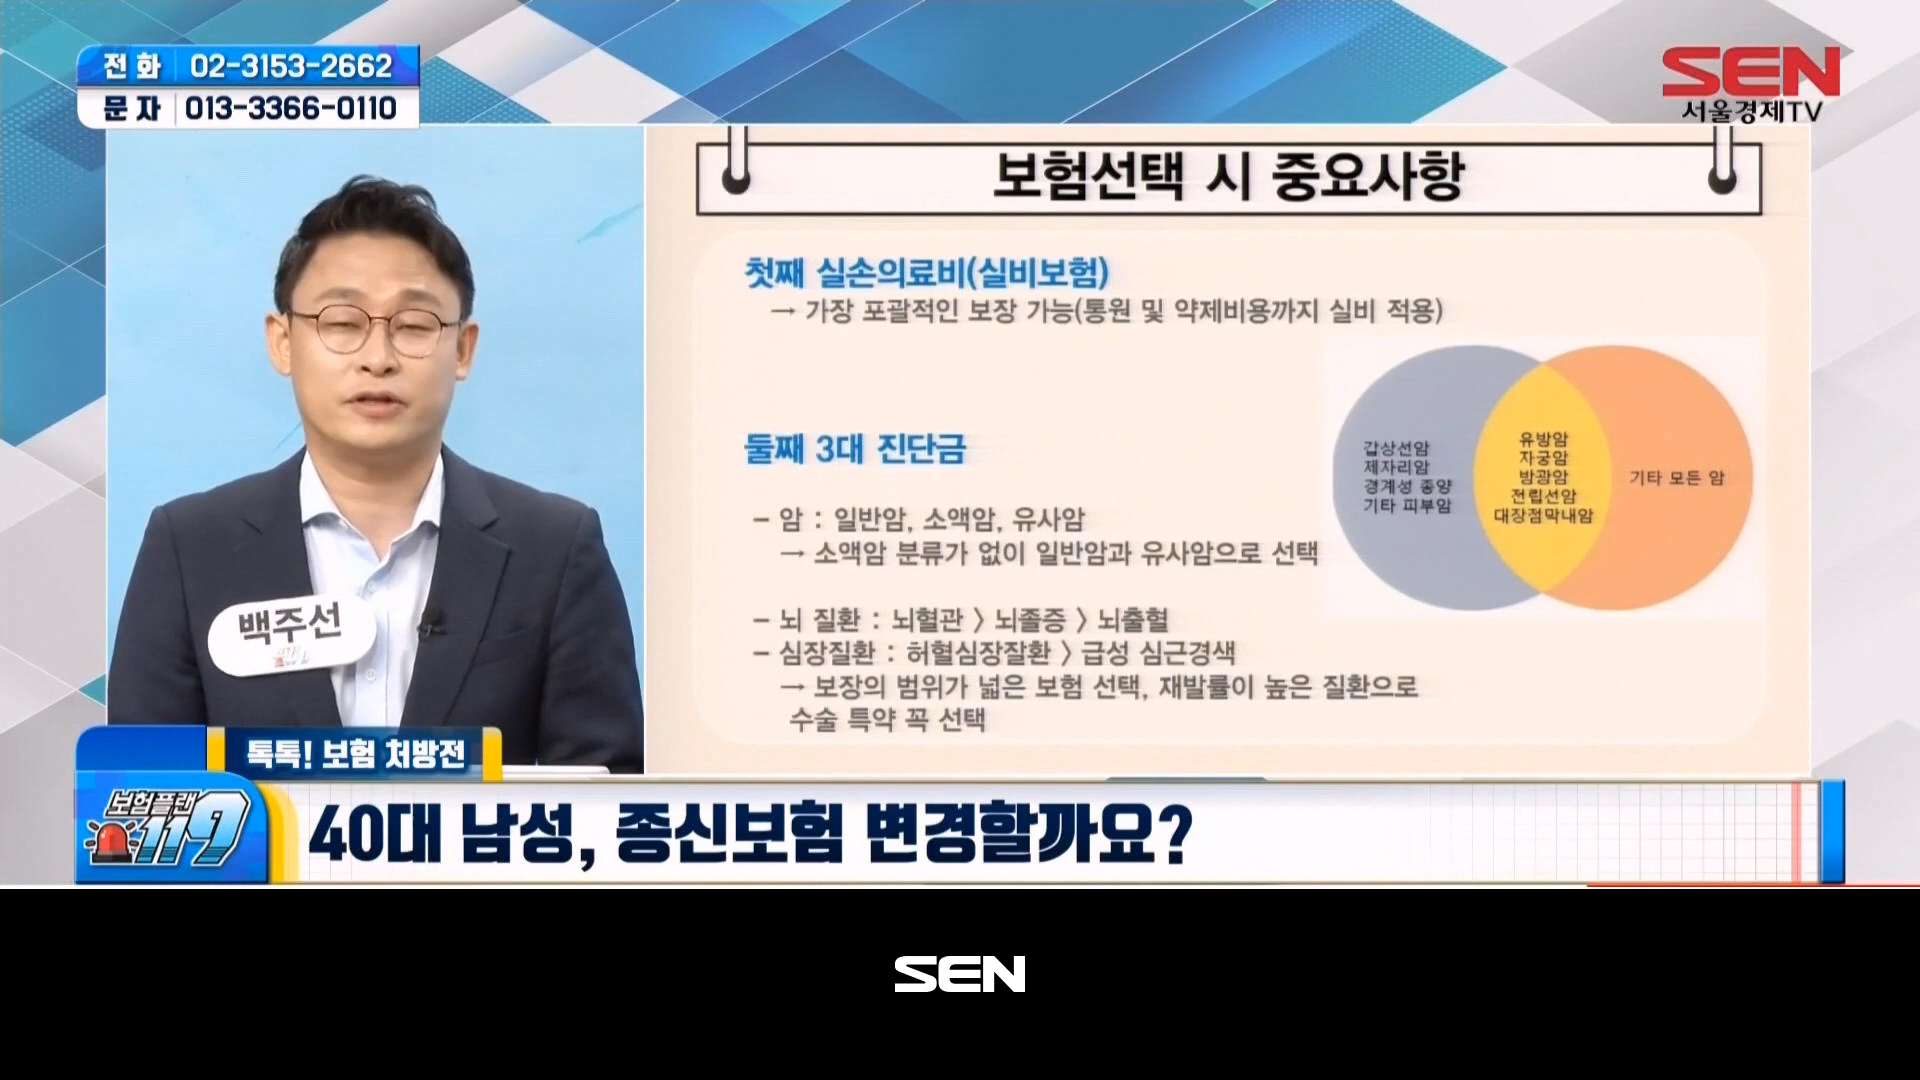 전화 02-3153-2662
문자 013-3366-0110
SEN
서울경제TV
보험선택 시 중요사항
첫째 실손의료비(실비보험)
→ 가장 포괄적인 보장 가능(통원 및 약제비용까지 실비 적용)
둘째 3대 진단금
- 암 : 일반암, 소액암, 유사암
→ 소액암 분류가 없이 일반암과 유사암으로 선택
- 뇌 질환 : 뇌혈관 > 뇌졸중 > 뇌출혈
- 심장질환 : 허혈심장잘환 > 급성 심근경색
→ 보장의 범위가 넓은 보험 선택, 재발률이 높은 질환으로
수술 특약 꼭 선택
갑상선암
제자리암
경계성 종양
기타 피부암
유방암
자궁암
방광암
전립선암
대장점막내암
기타 모든 암
백주선
톡톡! 보험 처방전
보험플랜
119
40대 남성, 종신보험 변경할까요?
SEN